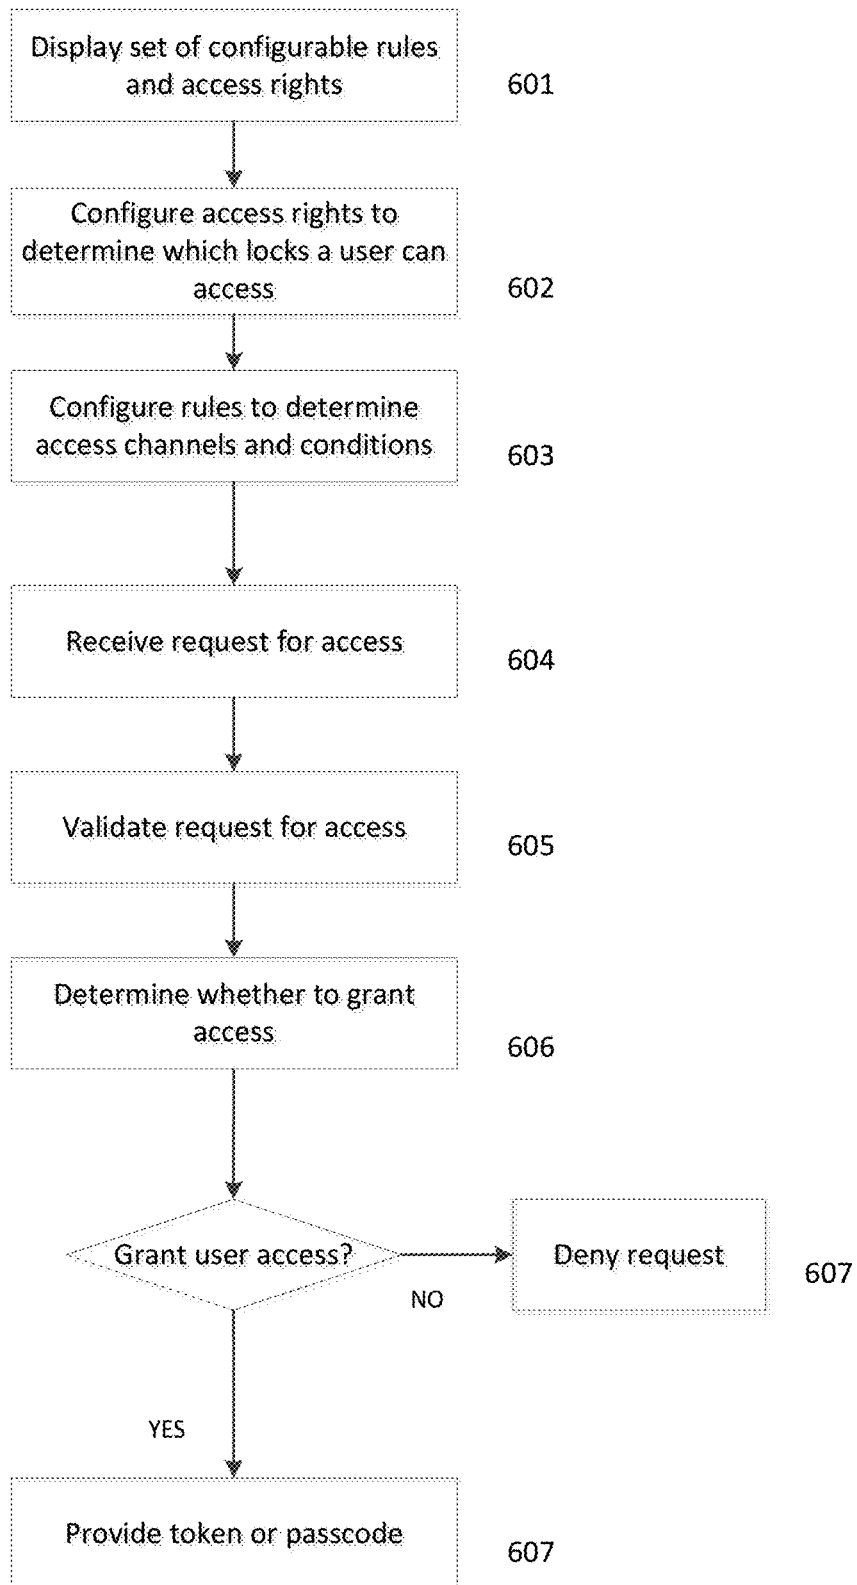 Display set of configurable rules
and access rights
601
Configure access rights to
determine which locks a user can
access
602
Configure rules to determine
access channels and conditions
603
Receive request for access
604
Validate request for access
605
Determine whether to grant
access
606
Grant user access?
NO
Deny request
607
YES
Provide token or passcode
607